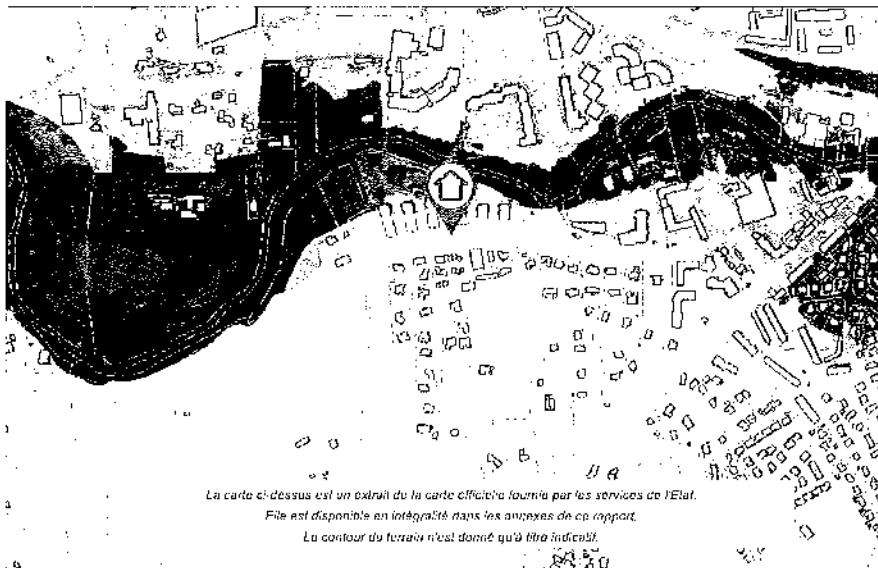 La carte ci-dessus est un extrait de la carte officielle fournie par les services de l'Etat.
Elle est disponible en intégralité dans les annexes de ce rapport.
Le contour du terrain n'est donné qu'à titre indicatif.